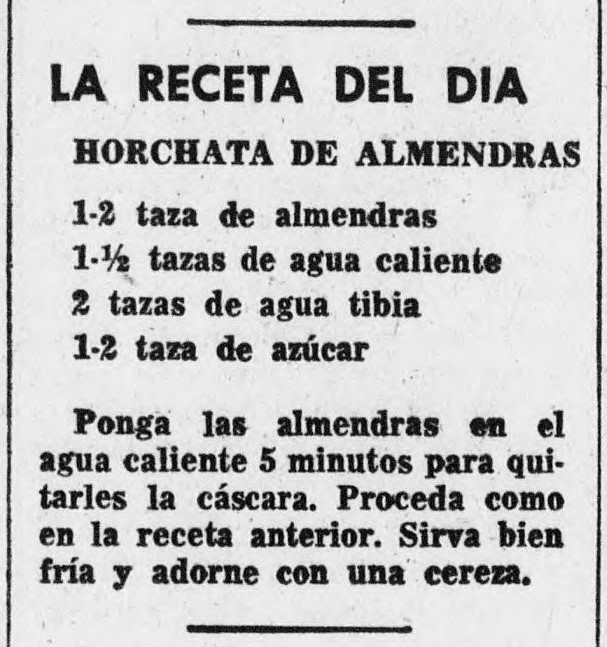 LA RECETA DEL DIA
HORCHATA DE ALMENDRAS
1-2 taza de almendras
1-½ tazas de agua caliente
2 tazas de agua tibia
1-2 taza de azúcar
Ponga las almendras en el
agua caliente 5 minutos para qui-
tarles la cáscara. Proceda como
en la receta anterior. Sirva bien
fría y adorne con una cereza.